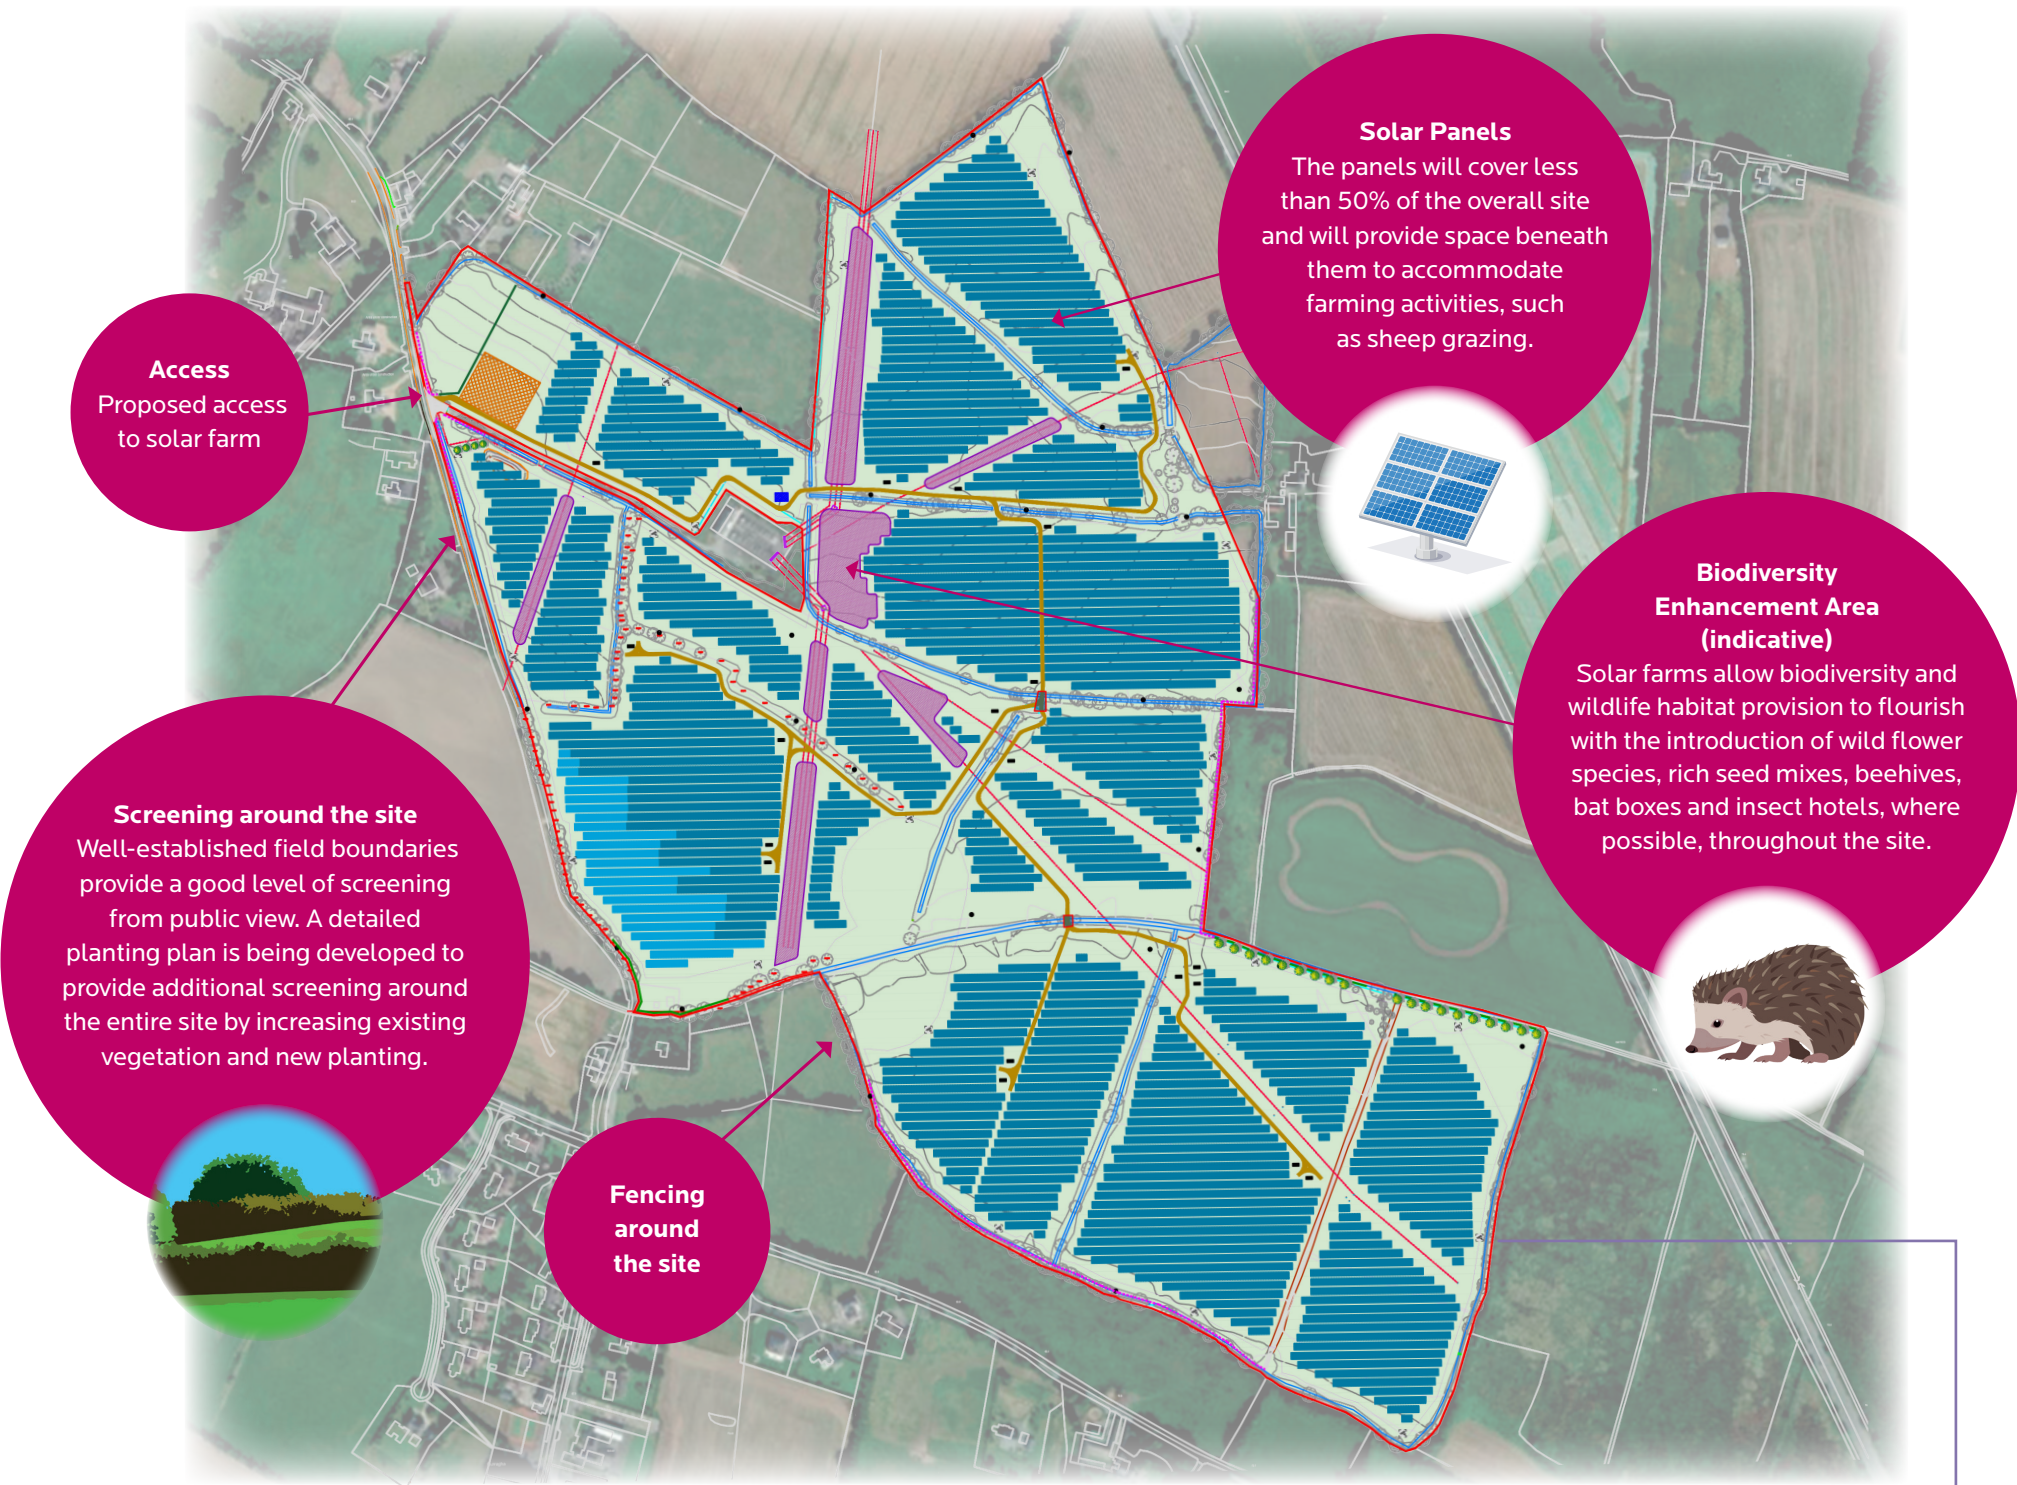 Solar Panels
The panels will cover less
than 50% of the overall site
and will provide space beneath
them to accommodate
farming activities, such
as sheep grazing.
Access
Proposed access
to solar farm
Biodiversity
Enhancement Area
(indicative)
Solar farms allow biodiversity and
wildlife habitat provision to flourish
with the introduction of wild flower
species, rich seed mixes, beehives,
bat boxes and insect hotels, where
possible, throughout the site.
Screening around the site
Well-established field boundaries
provide a good level of screening
from public view. A detailed
planting plan is being developed to
provide additional screening around
the entire site by increasing existing
vegetation and new planting.
Fencing
around
the site